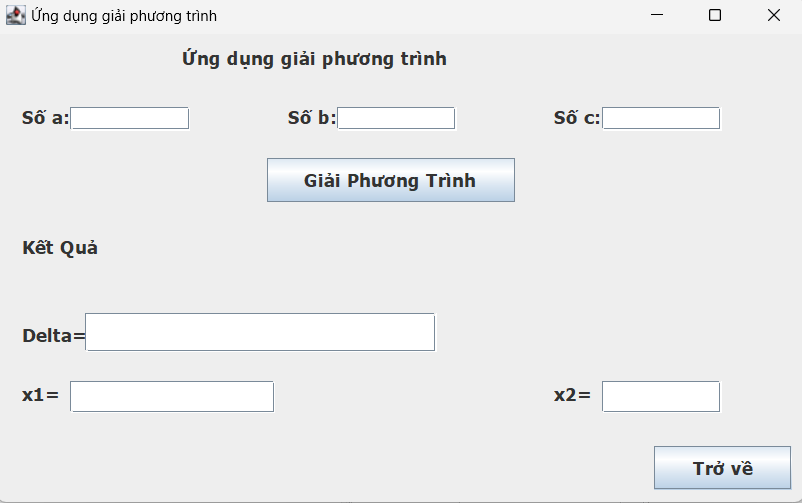 Ứng dụng giải phương trình
Ứng dụng giải phương trình
Số a: Số b: Số c:
Giải Phương Trình
Kết Quả
Delta=
x1= x2=
Trở về